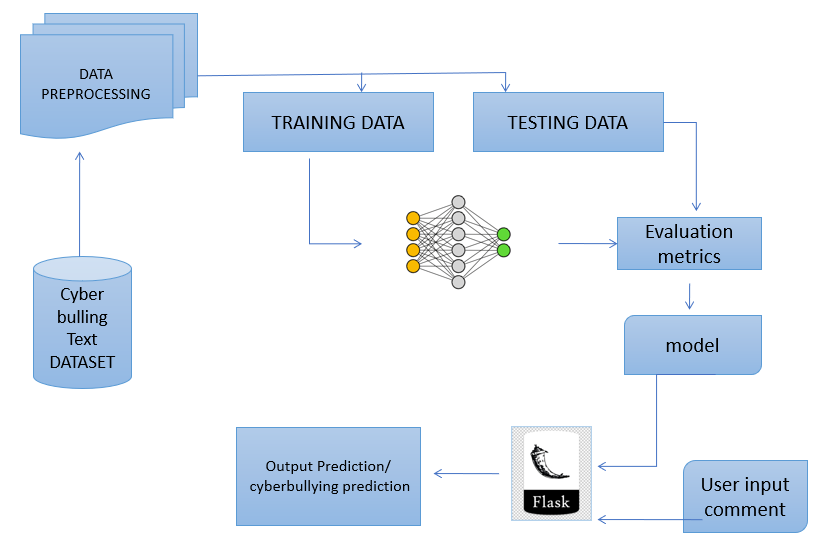 DATA
PREPROCESSING
TRAINING DATA
TESTING DATA
Evaluation
metrics
Cyber
bulling
Text
DATASET
model
Output Prediction/
cyberbullying prediction
Flask
User input
comment